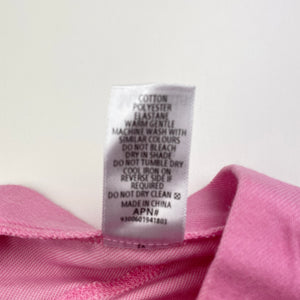 COTTON
POLYESTER
ELASTANE
WARM GENTLE
MACHINE WASH WITH
SIMILAR COLOURS
DO NOT BLEACH
DRY IN SHADE
DO NOT TUMBLE DRY
COOL IRON ON
REVERSE SIDE IF
REQUIRED
DO NOT DRY CLEAN
MADE IN CHINA
APN#
9300601941803